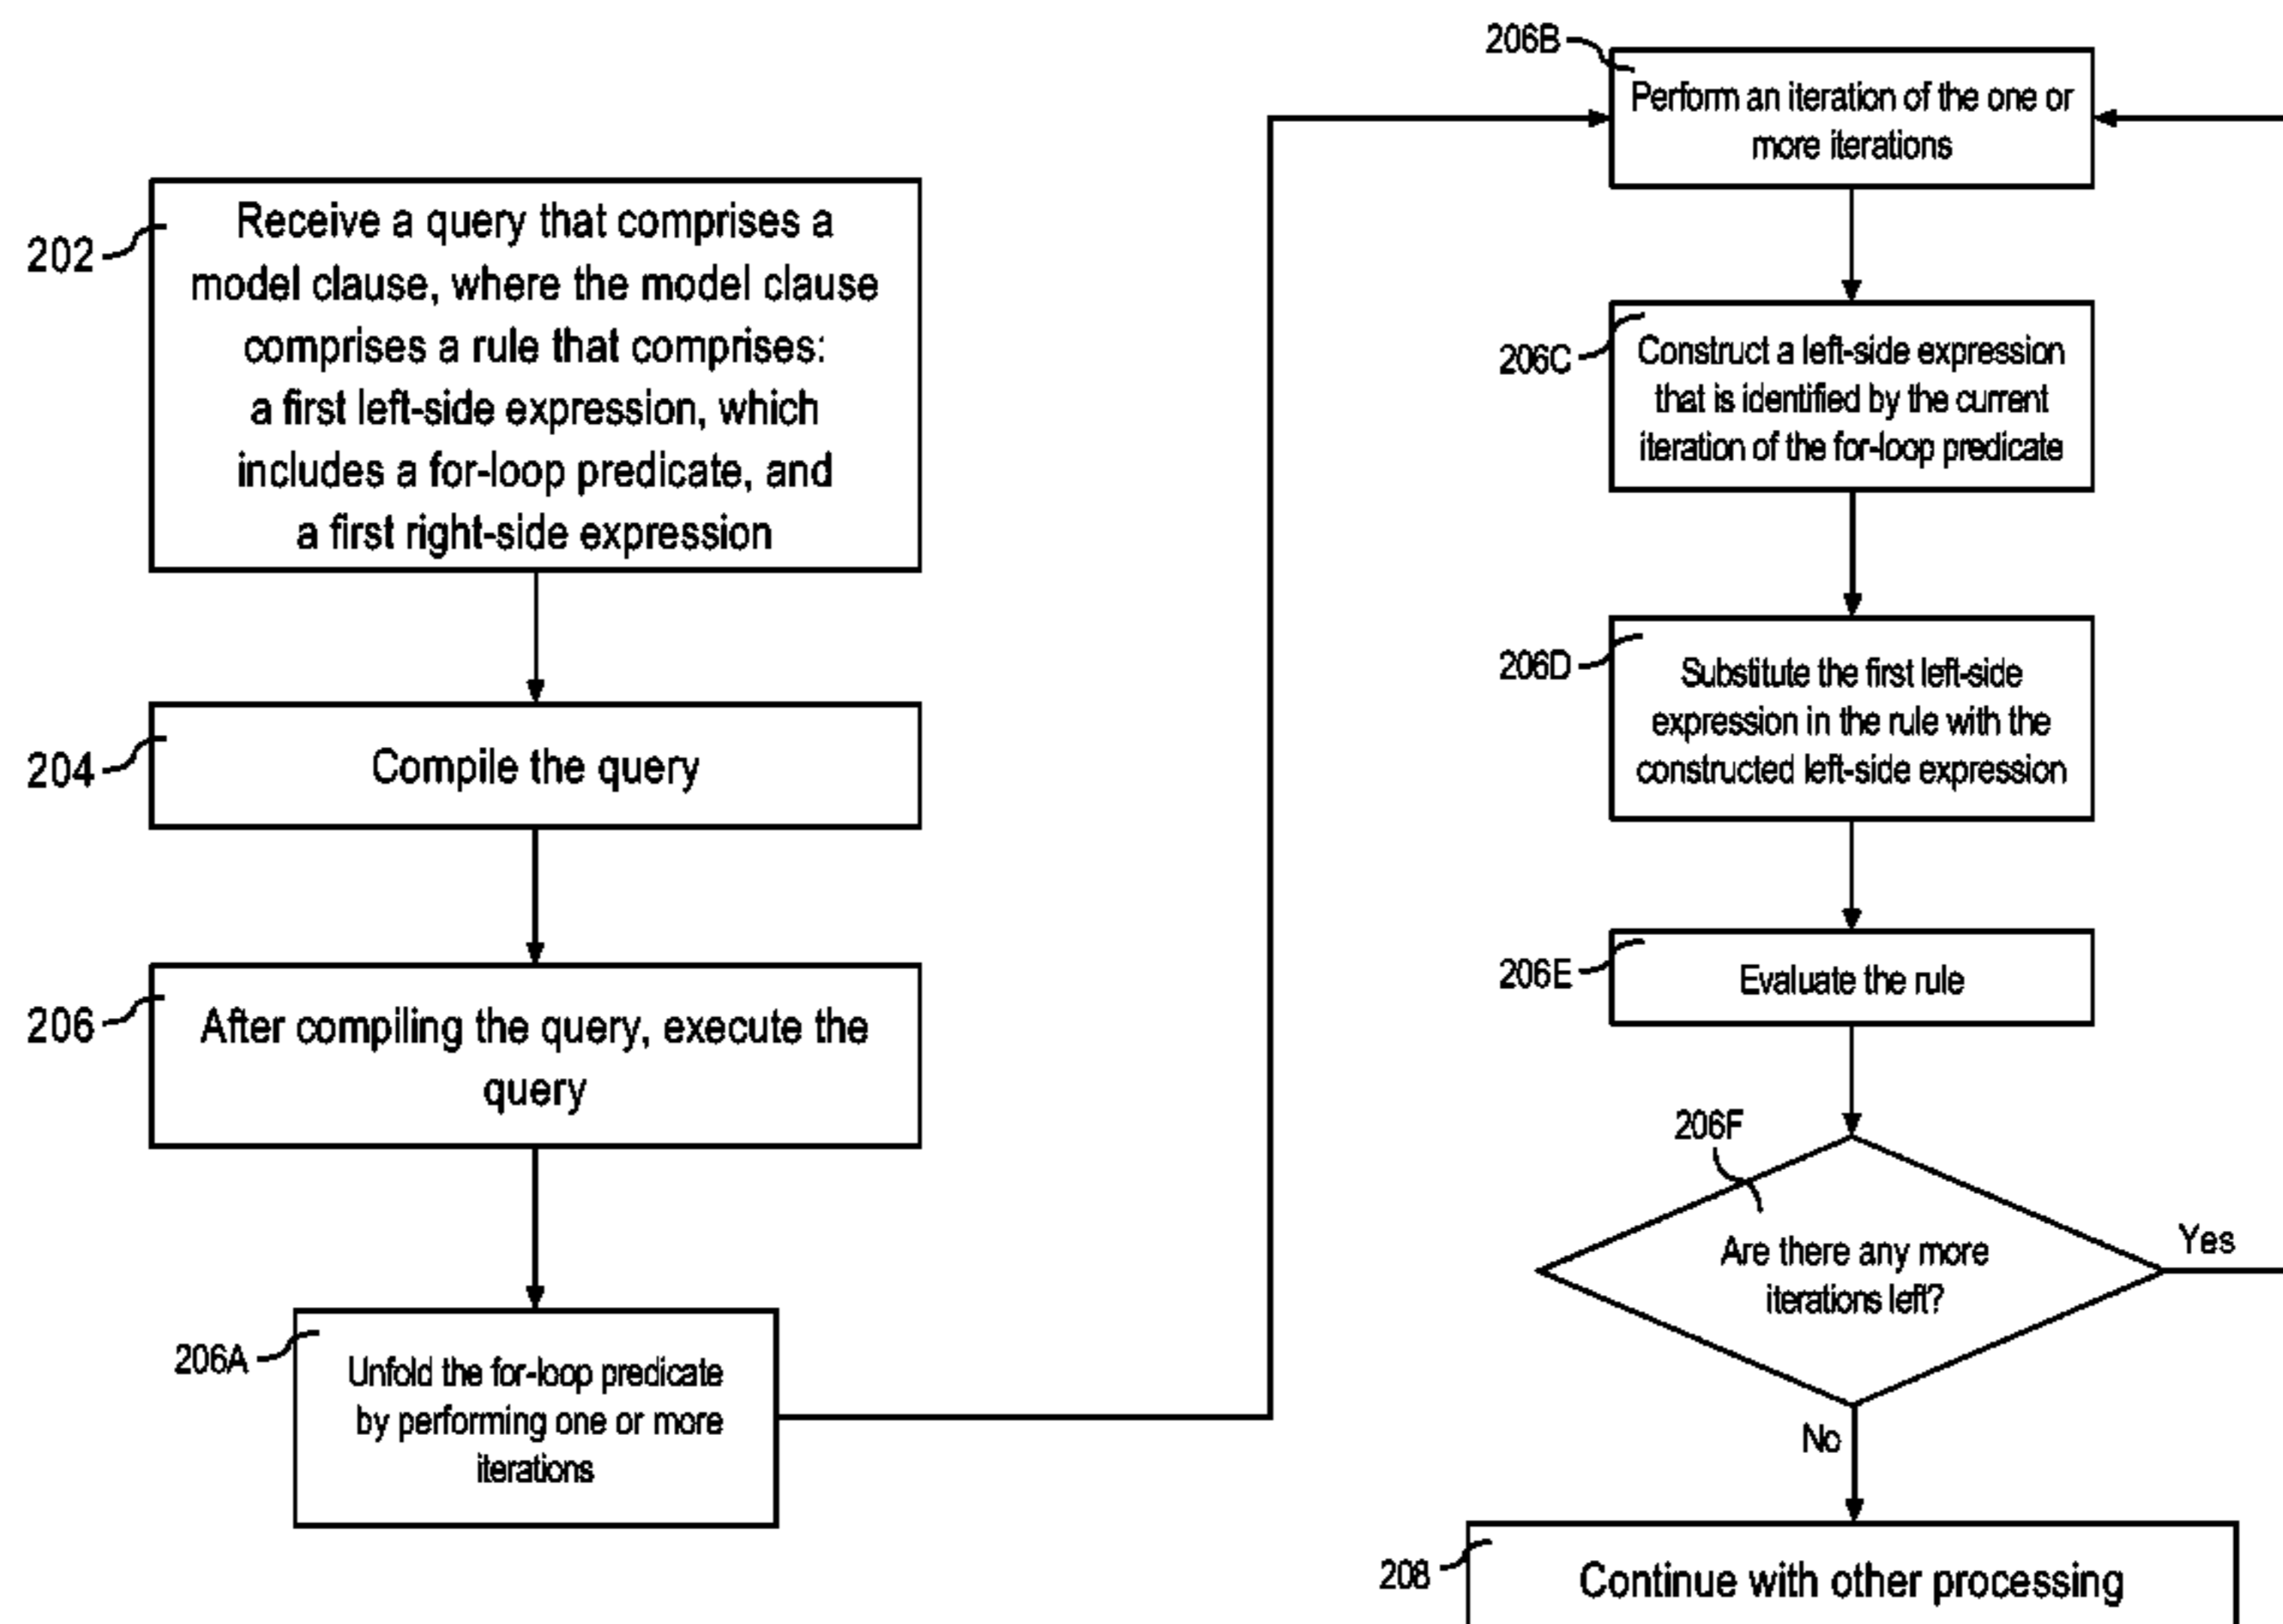 202
Receive a query that comprises a
model clause, where the model clause
comprises a rule that comprises:
a first left-side expression, which
includes a for-loop predicate, and
a first right-side expression
204
Compile the query
206
After compiling the query, execute the
query
206A
Unfold the for-loop predicate
by performing one or more
iterations
206B
Perform an iteration of the one or
more iterations
206C
Construct a left-side expression
that is identified by the current
iteration of the for-loop predicate
206D
Substitute the first left-side
expression in the rule with the
constructed left-side expression
206E
Evaluate the rule
206F
Are there any more
iterations left?
Yes
No
208
Continue with other processing